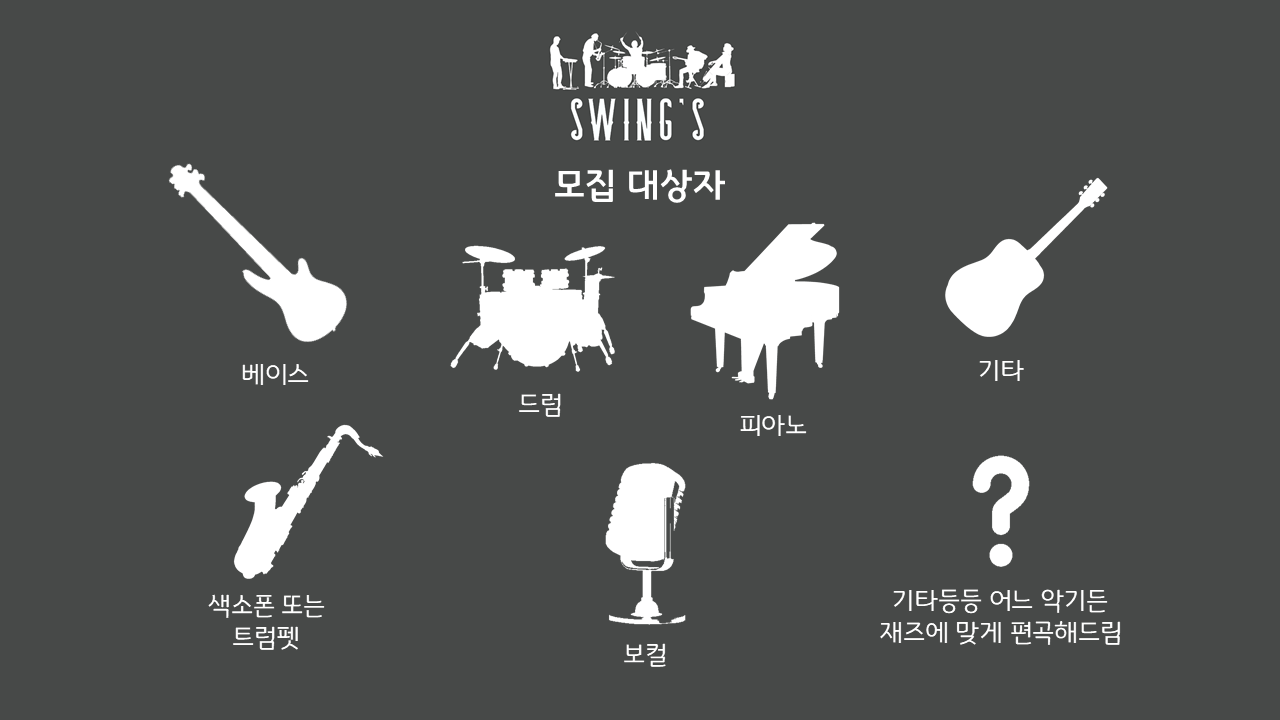 SWING'S
모집 대상자
베이스
드럼
피아노
기타
색소폰 또는
트럼펫
보컬
기타등등 어느 악기든
재즈에 맞게 편곡해드림